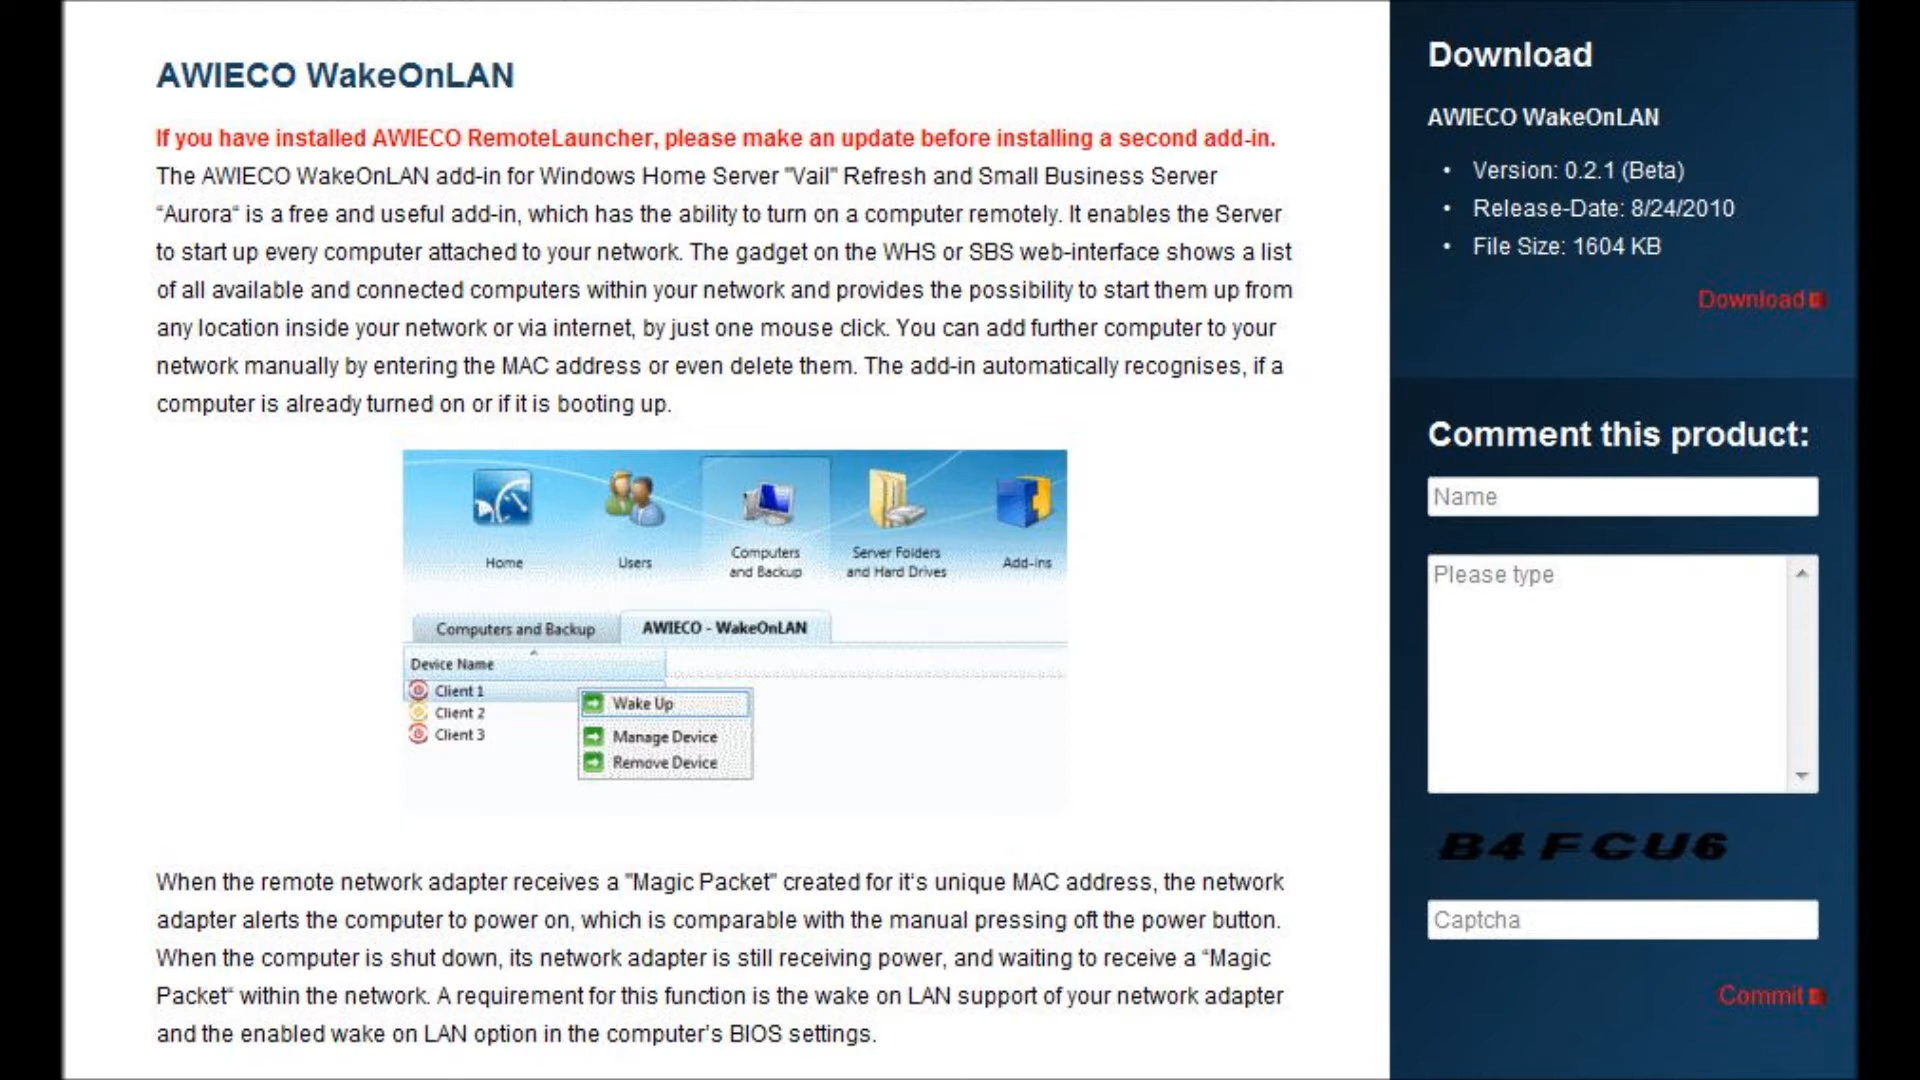 AWIECO WakeOnLAN
If you have installed AWIECO RemoteLauncher, please make an update before installing a second add-in.
The AWIECO WakeOnLAN add-in for Windows Home Server "Vail" Refresh and Small Business Server
“Aurora“ is a free and useful add-in, which has the ability to turn on a computer remotely. It enables the Server
to start up every computer attached to your network. The gadget on the WHS or SBS web-interface shows a list
of all available and connected computers within your network and provides the possibility to start them up from
any location inside your network or via internet, by just one mouse click. You can add further computer to your
network manually by entering the MAC address or even delete them. The add-in automatically recognises, if a
computer is already turned on or if it is booting up.
Home
Users
Computers
and Backup
Server Folders
and Hard Drives
Add-ins
Computers and Backup
AWIECO - WakeOnLAN
Device Name
Client 1
Client 2
Client 3
Wake Up
Manage Device
Remove Device
When the remote network adapter receives a "Magic Packet" created for it‘s unique MAC address, the network
adapter alerts the computer to power on, which is comparable with the manual pressing oft the power button.
When the computer is shut down, its network adapter is still receiving power, and waiting to receive a “Magic
Packet“ within the network. A requirement for this function is the wake on LAN support of your network adapter
and the enabled wake on LAN option in the computer’s BIOS settings.
Download
AWIECO WakeOnLAN
• Version: 0.2.1 (Beta)
• Release-Date: 8/24/2010
• File Size: 1604 KB
Download
Comment this product:
Name
Please type
B4FCU6
Captcha
Commit